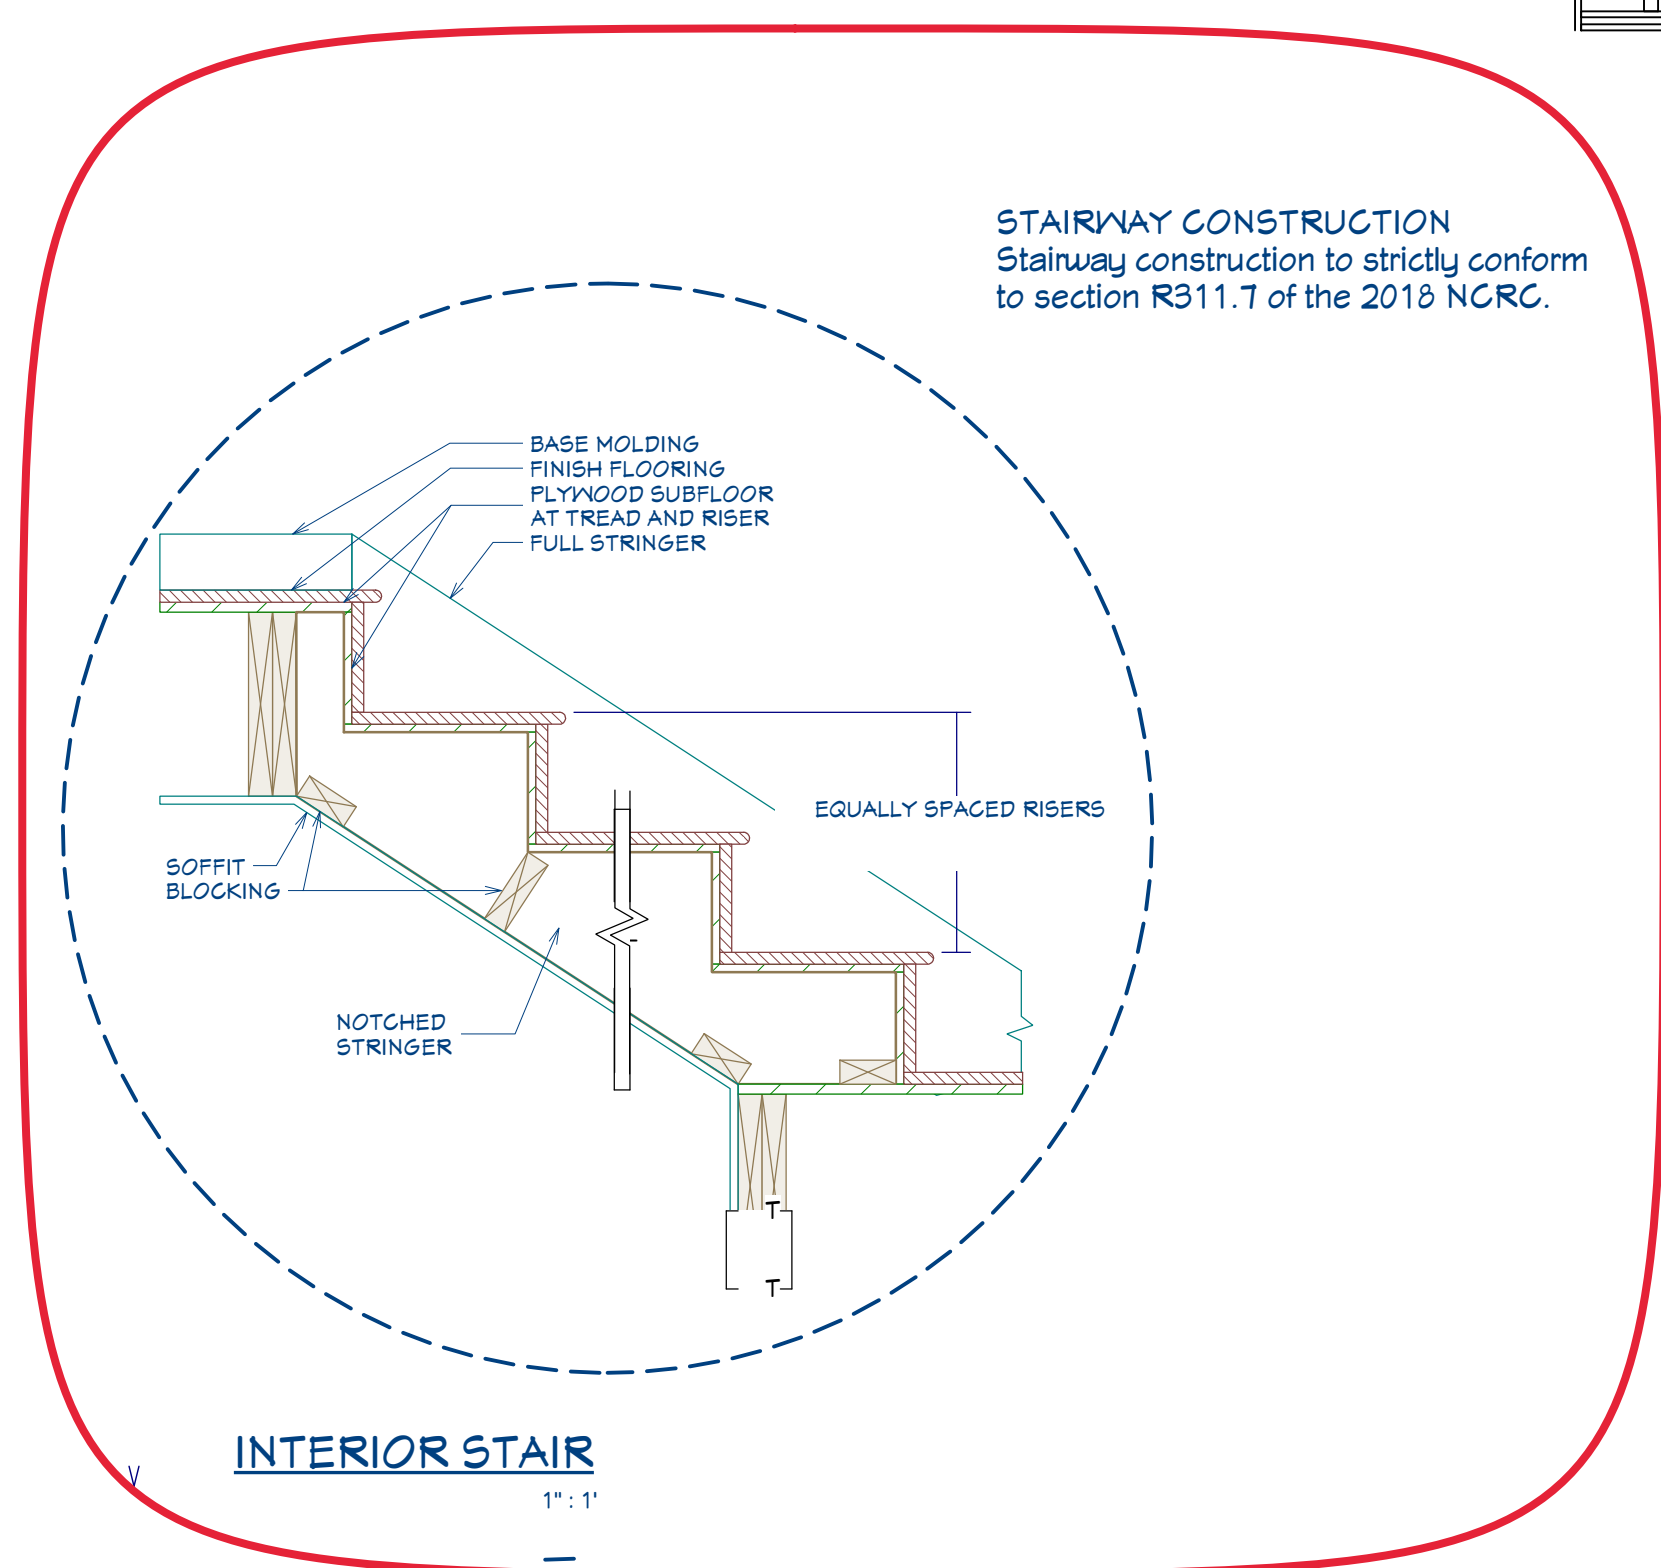 STAIRWAY CONSTRUCTION
Stairway construction to strictly conform
to section R311.7 of the 2018 NCRC.
BASE MOLDING
FINISH FLOORING
PLYWOOD SUBFLOOR
AT TREAD AND RISER
FULL STRINGER
EQUALLY SPACED RISERS
SOFFIT
BLOCKING
NOTCHED
STRINGER
T
T
INTERIOR STAIR
1" : 1'